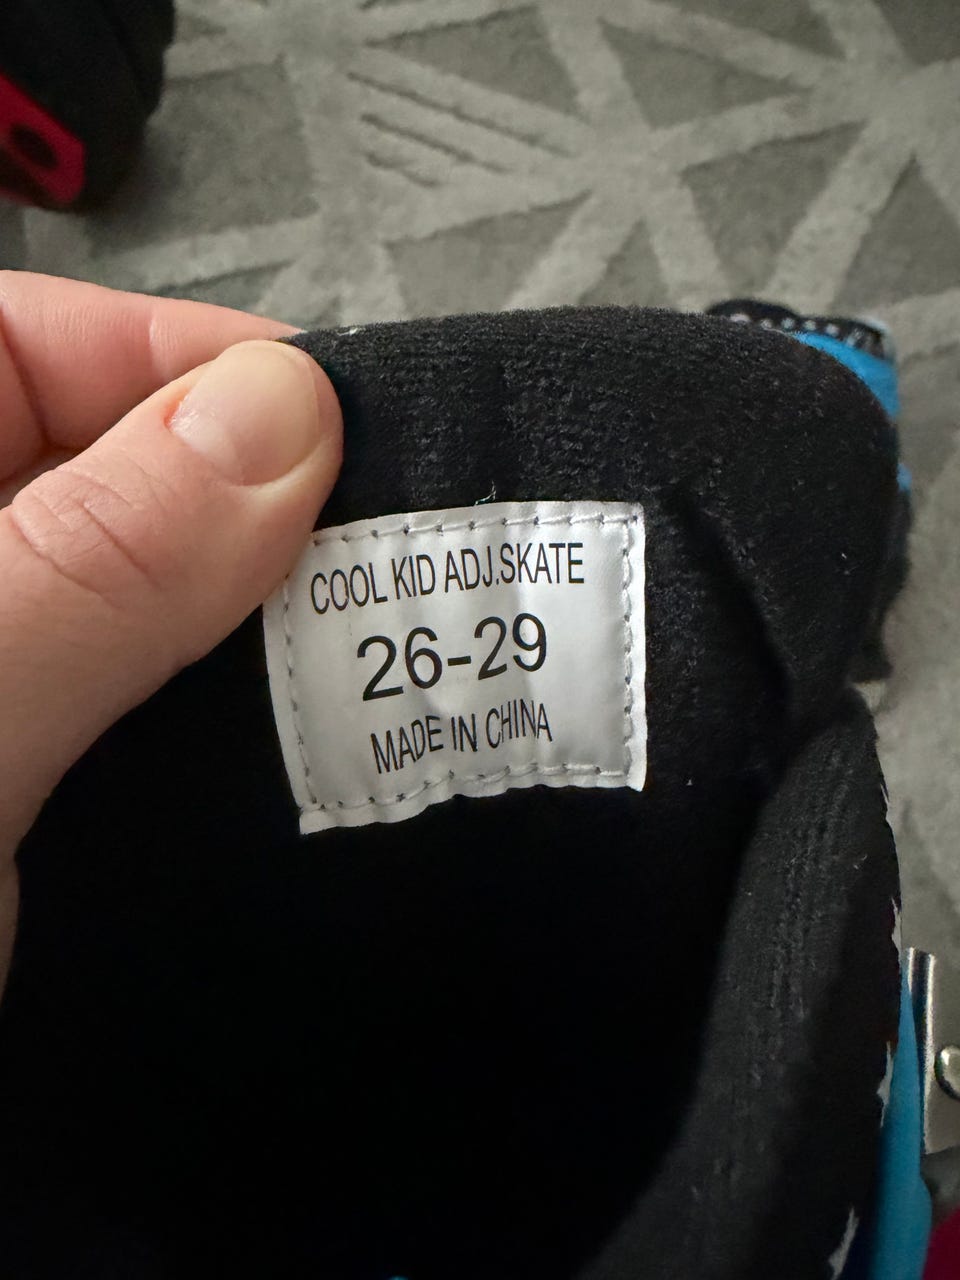 COOL KID ADJ.SKATE
26-29
MADE IN CHINA